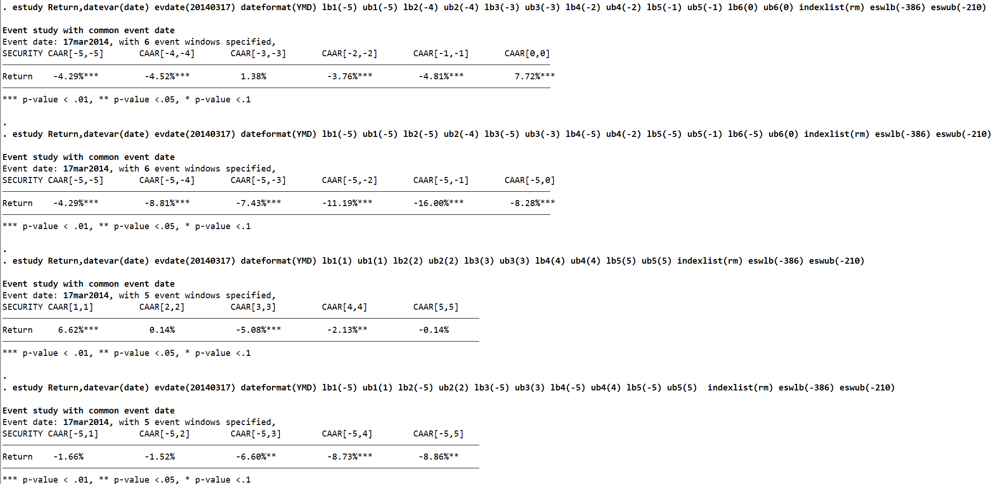 . estudy Return,datevar(date) evdate(20140317) dateformat(YMD) lb1(-5) ub1(-5) lb2(-4) ub2(-4) lb3(-3) ub3(-3) lb4(-2) ub4(-2) lb5(-1) ub5(-1) lb6(0) ub6(0) indexlist(rm) eswlb(-386) eswub(-210)
Event study with common event date
Event date: 17mar2014, with 6 event windows specified,
SECURITY CAAR[-5,-5] CAAR[-4,-4] CAAR[-3,-3] CAAR[-2,-2] CAAR[-1,-1] CAAR[0,0]
Return -4.29%*** -4.52%*** 1.38% -3.76%*** -4.81%*** 7.72%***
*** p-value < .01, ** p-value <.05, * p-value <.1
.
. estudy Return,datevar(date) evdate(20140317) dateformat(YMD) lb1(-5) ub1(-5) lb2(-5) ub2(-4) lb3(-5) ub3(-3) lb4(-5) ub4(-2) lb5(-5) ub5(-1) lb6(-5) ub6(0) indexlist(rm) eswlb(-386) eswub(-210)
Event study with common event date
Event date: 17mar2014, with 6 event windows specified,
SECURITY CAAR[-5,-5] CAAR[-5,-4] CAAR[-5,-3] CAAR[-5,-2] CAAR[-5,-1] CAAR[-5,0]
Return -4.29%*** -8.81%*** -7.43%*** -11.19%*** -16.00%*** -8.28%***
*** p-value < .01, ** p-value <.05, * p-value <.1
.
. estudy Return,datevar(date) evdate(20140317) dateformat(YMD) lb1(1) ub1(1) lb2(2) ub2(2) lb3(3) ub3(3) lb4(4) ub4(4) lb5(5) ub5(5) indexlist(rm) eswlb(-386) eswub(-210)
Event study with common event date
Event date: 17mar2014, with 5 event windows specified,
SECURITY CAAR[1,1] CAAR[2,2] CAAR[3,3] CAAR[4,4] CAAR[5,5]
Return 6.62%*** 0.14% -5.08%*** -2.13%** -0.14%
*** p-value < .01, ** p-value <.05, * p-value <.1
.
. estudy Return,datevar(date) evdate(20140317) dateformat(YMD) lb1(-5) ub1(1) lb2(-5) ub2(2) lb3(-5) ub3(3) lb4(-5) ub4(4) lb5(-5) ub5(5)  indexlist(rm) eswlb(-386) eswub(-210)
Event study with common event date
Event date: 17mar2014, with 5 event windows specified,
SECURITY CAAR[-5,1] CAAR[-5,2] CAAR[-5,3] CAAR[-5,4] CAAR[-5,5]
Return -1.66% -1.52% -6.60%** -8.73%*** -8.86%**
*** p-value < .01, ** p-value <.05, * p-value <.1